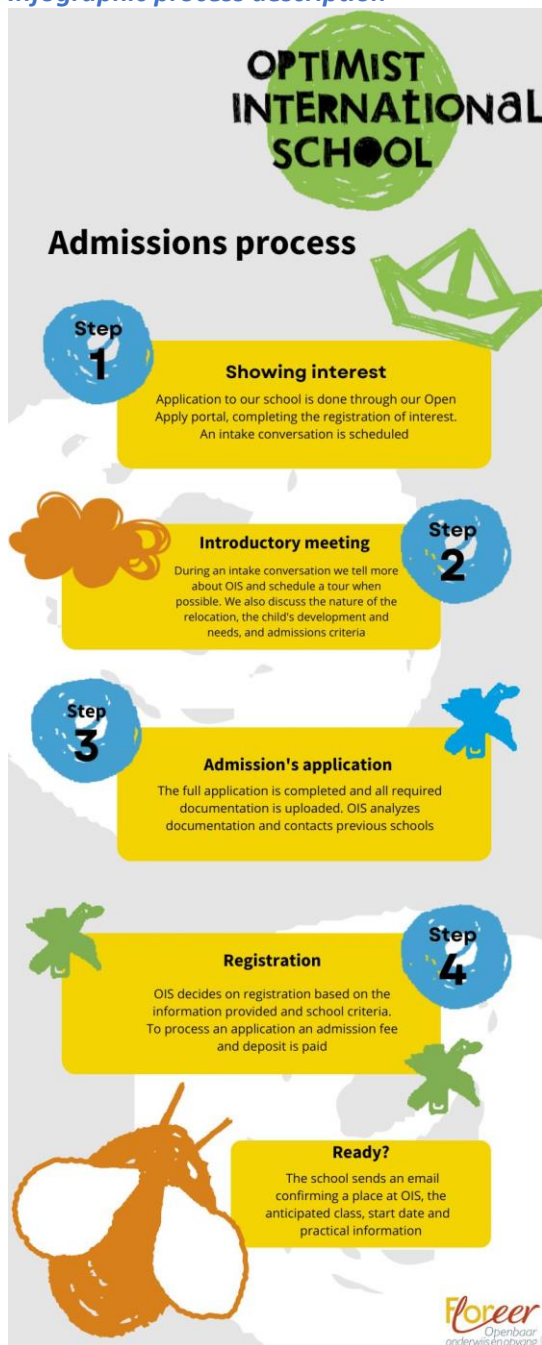 Infographic process description
OPTIMIST
INTERNATIONAL
SCHOOL
Admissions process
Step
1
Showing interest
Application to our school is done through our Open
Apply portal, completing the registration of interest.
An intake conversation is scheduled
Step
2
Introductory meeting
During an intake conversation we tell more
about OIS and schedule a tour when
possible. We also discuss the nature of the
relocation, the child's development and
needs, and admissions criteria
Step
3
Admission's application
The full application is completed and all required
documentation is uploaded. OIS analyzes
documentation and contacts previous schools
Step
4
Registration
OIS decides on registration based on the
information provided and school criteria.
To process an application an admission fee
and deposit is paid
Ready?
The school sends an email
confirming a place at OIS, the
anticipated class, start date and
practical information
Floreer
Openbaar
onderwijs en opvang